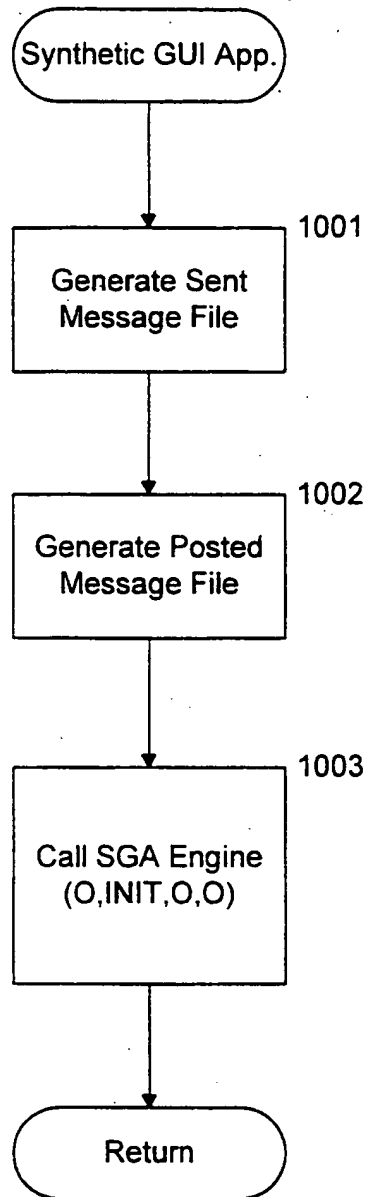 Synthetic GUI App.
1001
Generate Sent
Message File
1002
Generate Posted
Message File
1003
Call SGA Engine
(O,INIT,O,O)
Return